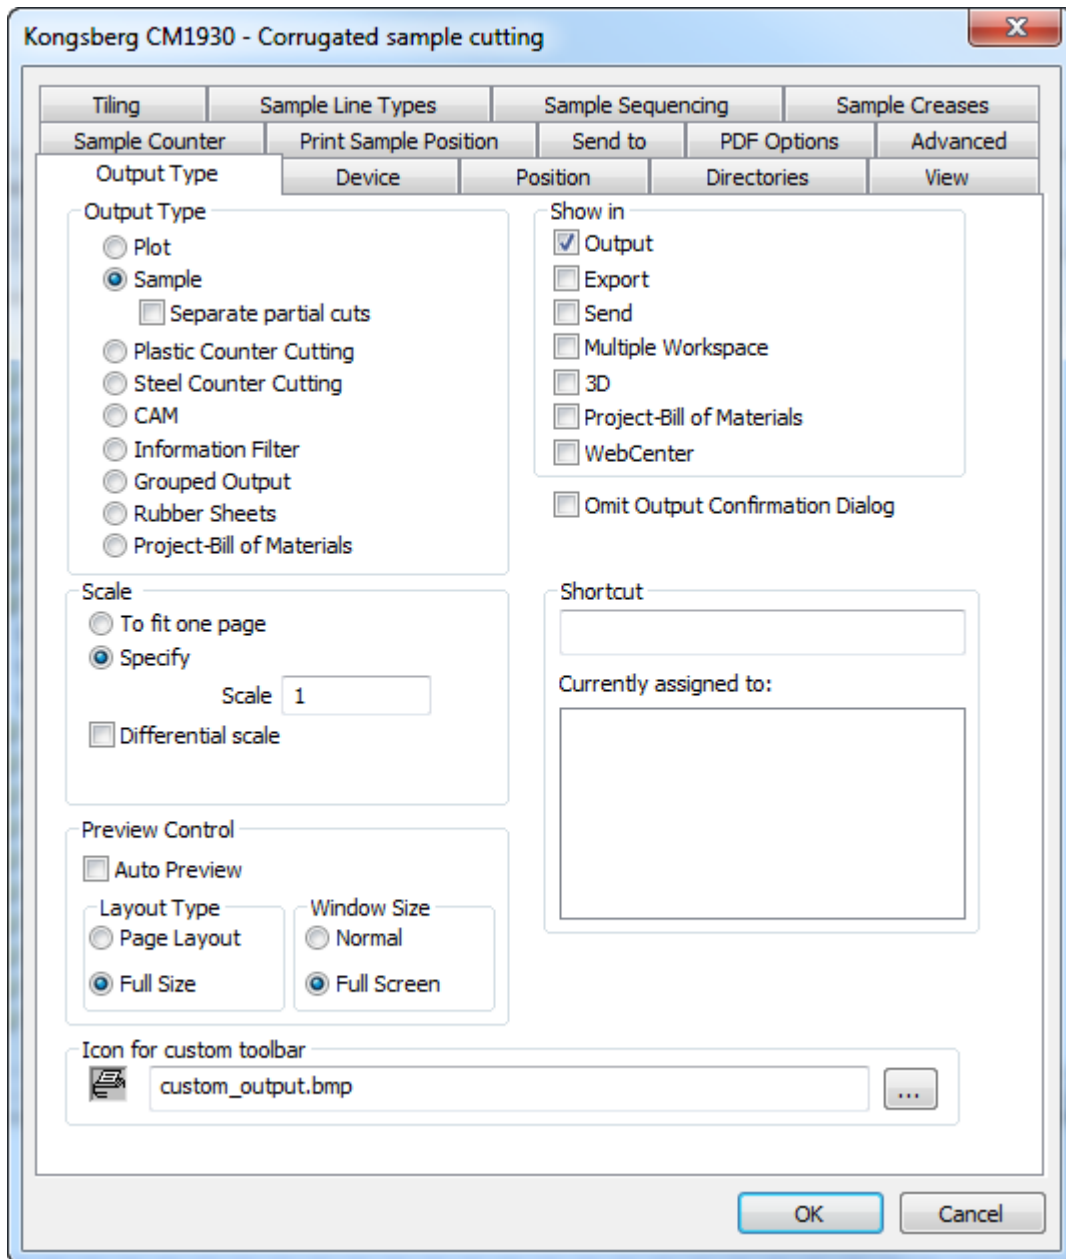 Kongsberg CM1930 - Corrugated sample cutting
x
Tiling
Sample Line Types
Sample Sequencing
Sample Creases
Sample Counter
Print Sample Position
Send to
PDF Options
Advanced
Output Type
Device
Position
Directories
View
Output Type
Plot
Sample
Separate partial cuts
Plastic Counter Cutting
Steel Counter Cutting
CAM
Information Filter
Grouped Output
Rubber Sheets
Project-Bill of Materials
Show in
Output
Export
Send
Multiple Workspace
3D
Project-Bill of Materials
WebCenter
Omit Output Confirmation Dialog
Scale
To fit one page
Specify
Scale 1
Differential scale
Shortcut
Currently assigned to:
Preview Control
Auto Preview
Layout Type
Page Layout
Full Size
Window Size
Normal
Full Screen
Icon for custom toolbar
custom_output.bmp
...
OK
Cancel